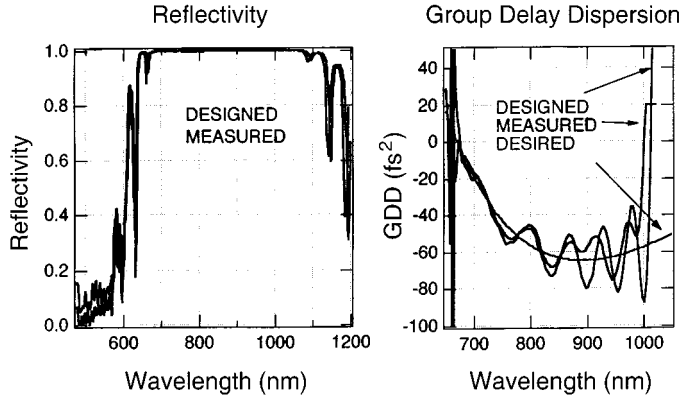 Reflectivity
Group Delay Dispersion
Reflectivity
1.0
0.8
0.6
0.4
0.2
0.0
DESIGNED
MEASURED
600
800
1000
1200
Wavelength (nm)
GDD (fs²)
40
20
0
-20
-40
-60
-80
-100
DESIGNED
MEASURED
DESIRED
700
800
900
1000
Wavelength (nm)